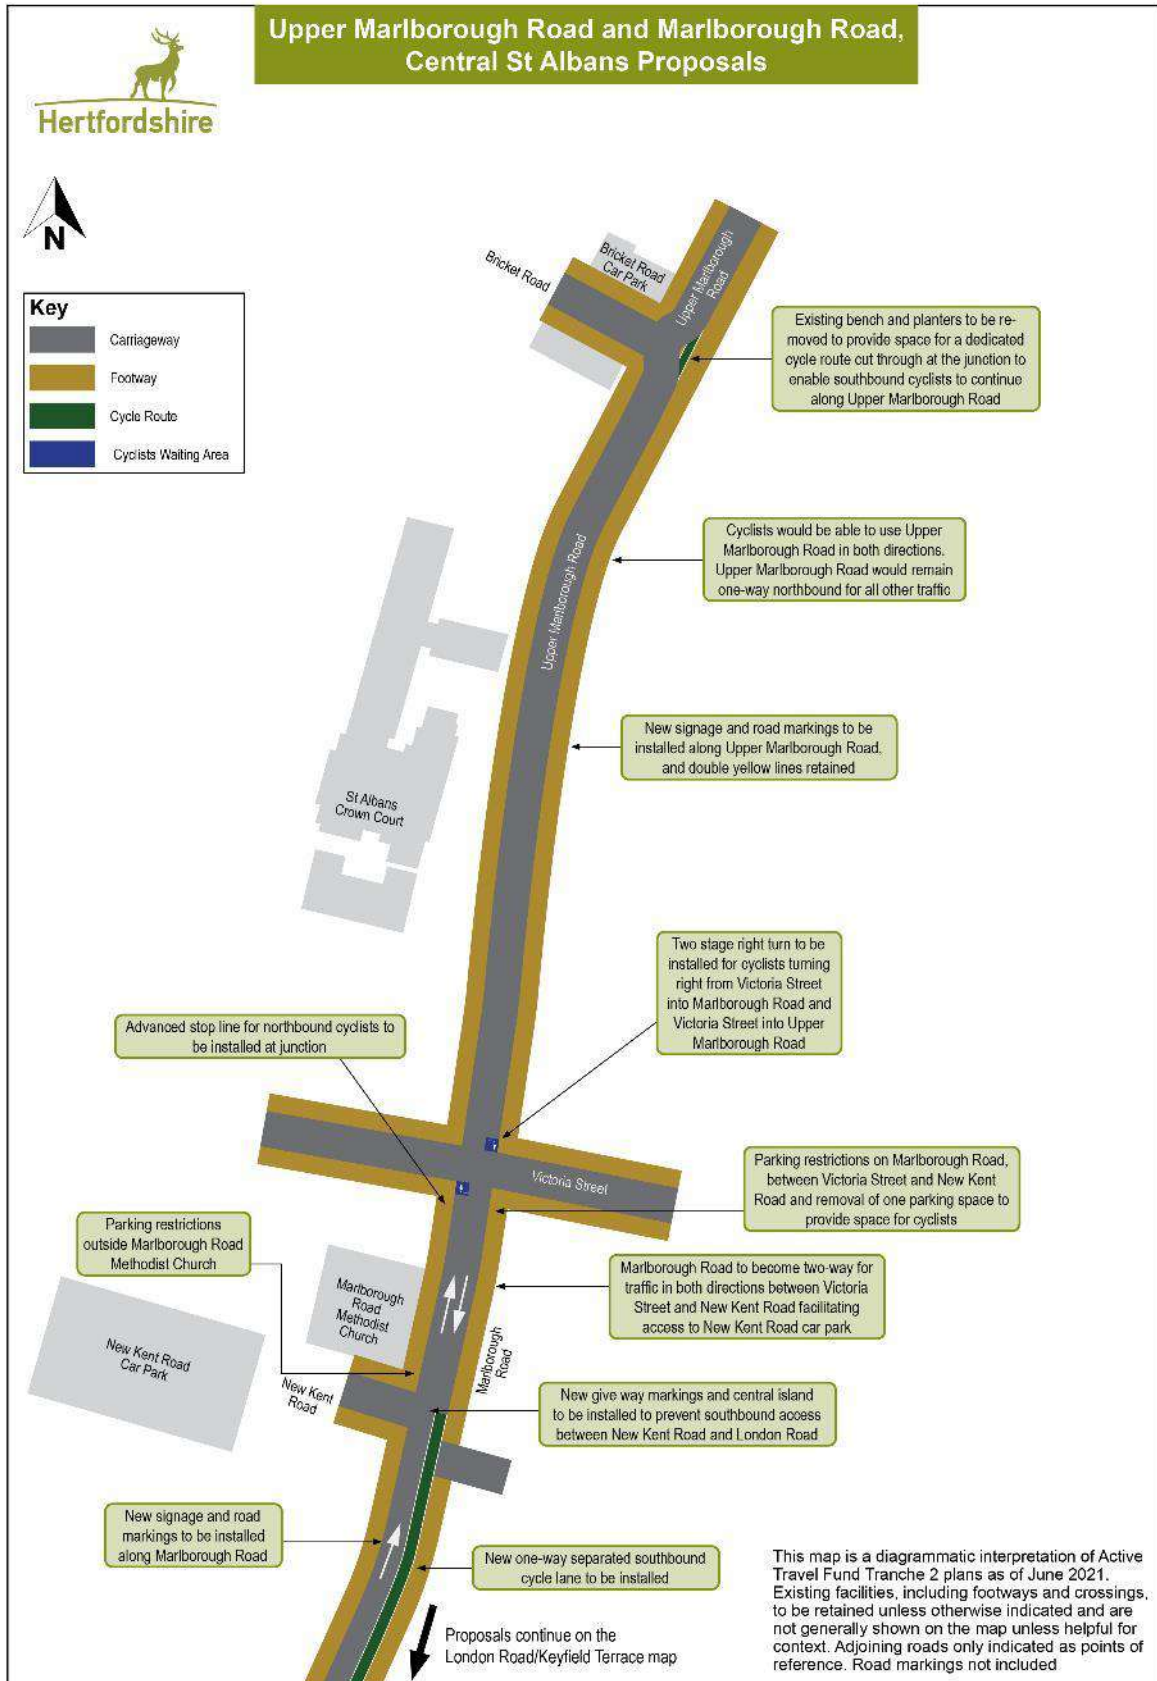 Upper Marlborough Road and Marlborough Road,
Central St Albans Proposals
Hertfordshire
N
Key
Carriageway
Footway
Cycle Route
Cyclists Waiting Area
Bricket Road
Bricket Road
Car Park
Upper Marlborough
Road
Existing bench and planters to be re-
moved to provide space for a dedicated
cycle route cut through at the junction to
enable southbound cyclists to continue
along Upper Marlborough Road
Cyclists would be able to use Upper
Marlborough Road in both directions.
Upper Marlborough Road would remain
one-way northbound for all other traffic
Upper Marlborough Road
New signage and road markings to be
installed along Upper Marlborough Road,
and double yellow lines retained
St Albans
Crown Court
Two stage right turn to be
installed for cyclists turning
right from Victoria Street
into Marlborough Road and
Victoria Street into Upper
Marlborough Road
Advanced stop line for northbound cyclists to
be installed at junction
Victoria Street
Parking restrictions on Marlborough Road,
between Victoria Street and New Kent
Road and removal of one parking space to
provide space for cyclists
Parking restrictions
outside Marlborough Road
Methodist Church
Marlborough Road to become two-way for
traffic in both directions between Victoria
Street and New Kent Road facilitating
access to New Kent Road car park
Marlborough
Road
Methodist
Church
Marlborough
Road
New Kent Road
Car Park
New Kent
Road
New give way markings and central island
to be installed to prevent southbound access
between New Kent Road and London Road
New signage and road
markings to be installed
along Marlborough Road
New one-way separated southbound
cycle lane to be installed
Proposals continue on the
London Road/Keyfield Terrace map
This map is a diagrammatic interpretation of Active
Travel Fund Tranche 2 plans as of June 2021.
Existing facilities, including footways and crossings,
to be retained unless otherwise indicated and are
not generally shown on the map unless helpful for
context. Adjoining roads only indicated as points of
reference. Road markings not included